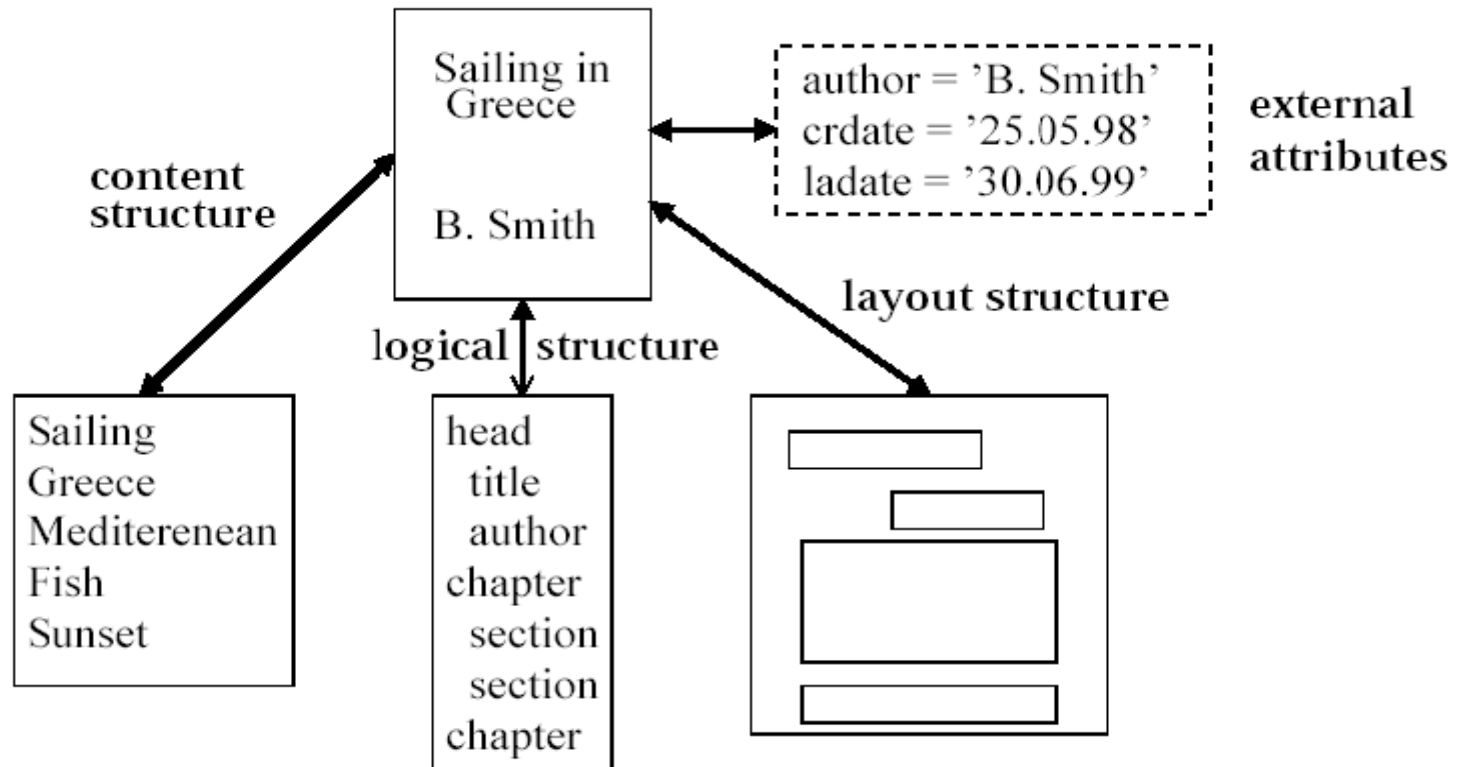 Sailing in
Greece
B. Smith
author = ’B. Smith’
crdate = ’25.05.98’
ladate = ’30.06.99’
external
attributes
content
structure
logical structure
layout structure
Sailing
Greece
Mediterenean
Fish
Sunset
head
title
author
chapter
section
section
chapter